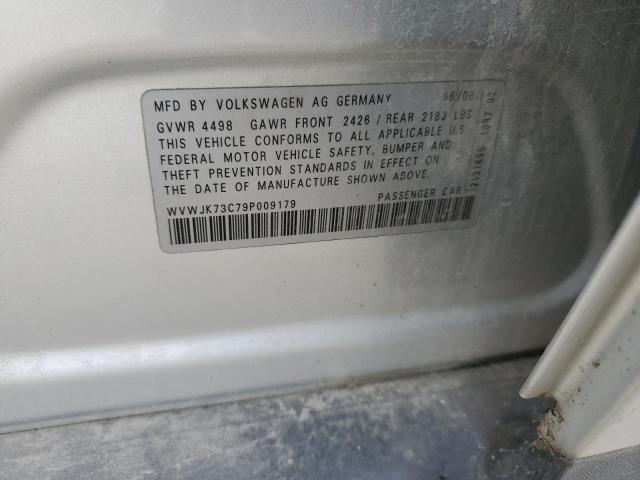 MFD BY VOLKSWAGEN AG GERMANY 06/08
GVWR 4498 GAWR FRONT 2426 / REAR 2183 LBS
THIS VEHICLE CONFORMS TO ALL APPLICABLE U.S
FEDERAL MOTOR VEHICLE SAFETY, BUMPER AND
THEFT PREVENTION STANDARDS IN EFFECT ON
THE DATE OF MANUFACTURE SHOWN ABOVE.
WVWJK73C79P009179 PASSENGER CAR